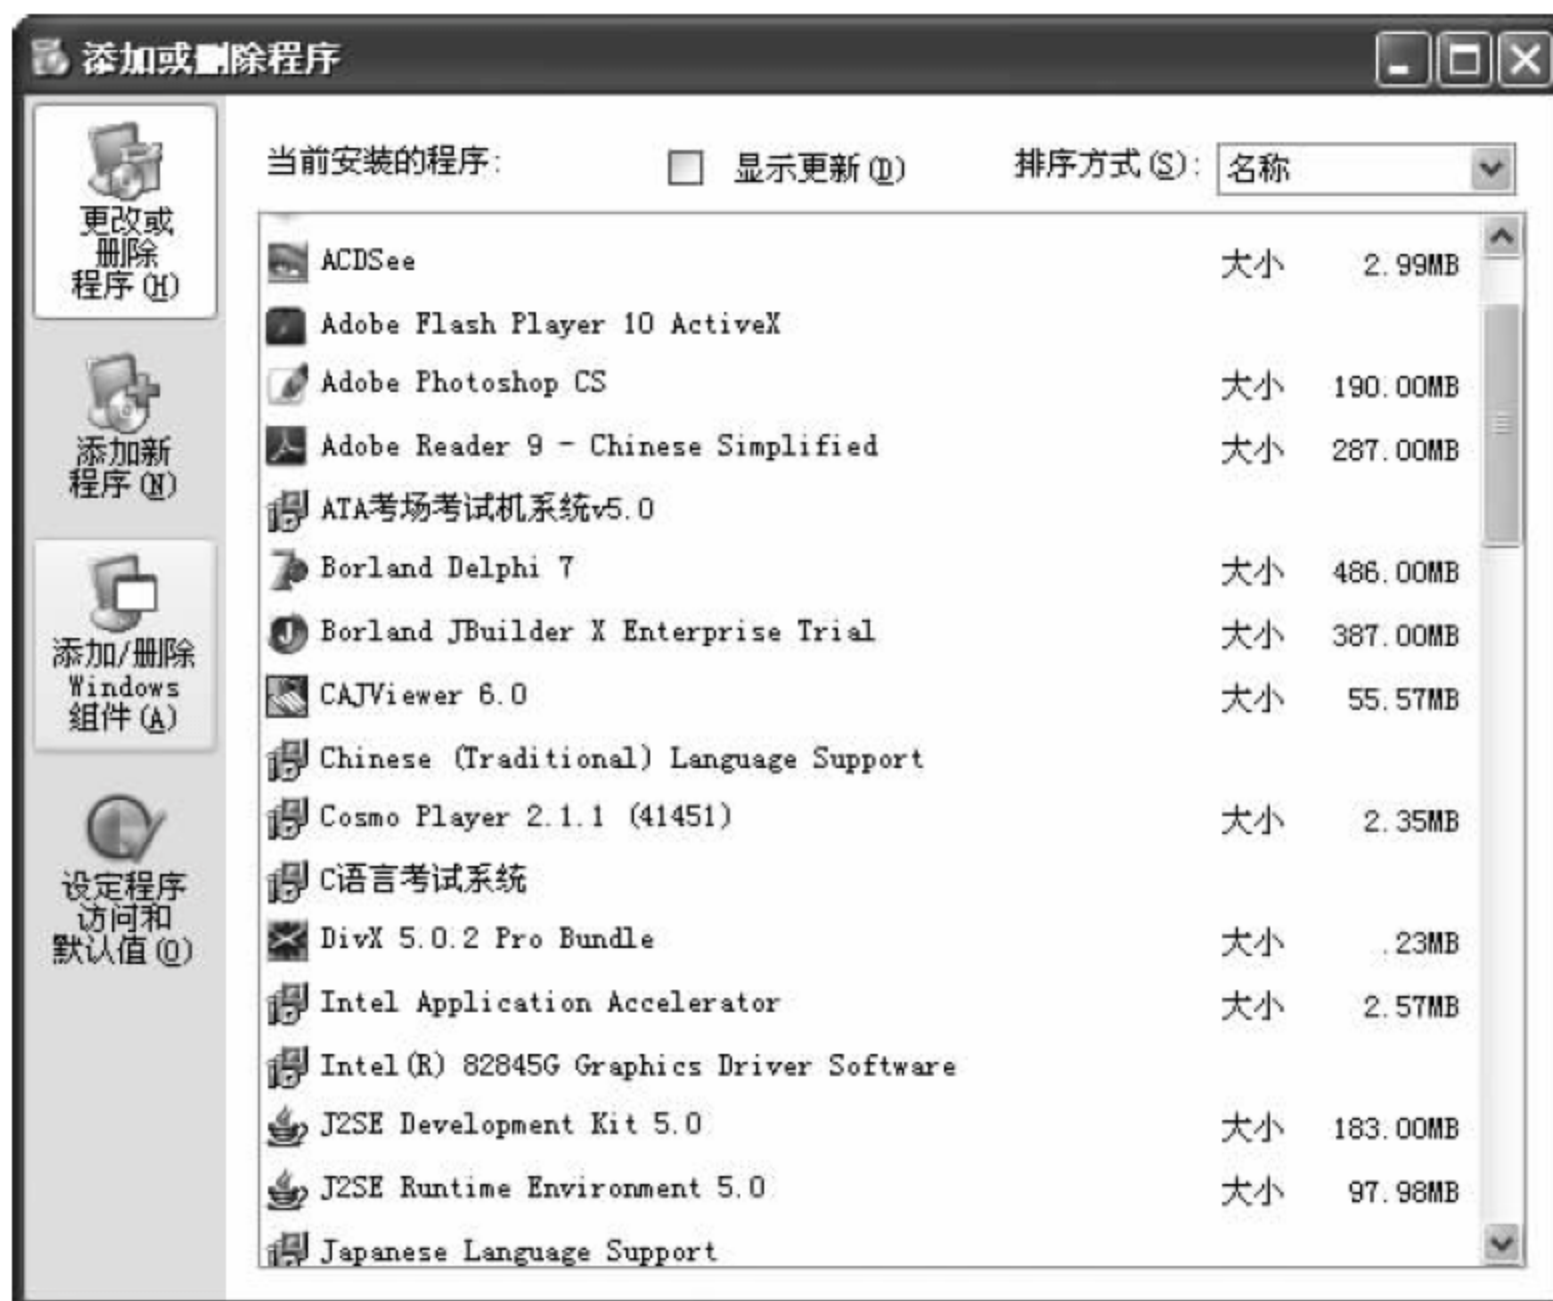 添加或删除程序
当前安装的程序: 显示更新(D) 排序方式(S): 名称
更改或
删除
程序(H)
添加新
程序(N)
添加/删除
Windows
组件(A)
设定程序
访问和
默认值(O)
ACDSee 大小 2.99MB
Adobe Flash Player 10 ActiveX
Adobe Photoshop CS 大小 190.00MB
Adobe Reader 9 - Chinese Simplified 大小 287.00MB
ATA考场考试机系统v5.0
Borland Delphi 7 大小 486.00MB
Borland JBuilder X Enterprise Trial 大小 387.00MB
CAJViewer 6.0 大小 55.57MB
Chinese (Traditional) Language Support
Cosmo Player 2.1.1 (41451) 大小 2.35MB
C语言考试系统
DivX 5.0.2 Pro Bundle 大小 .23MB
Intel Application Accelerator 大小 2.57MB
Intel(R) 82845G Graphics Driver Software
J2SE Development Kit 5.0 大小 183.00MB
J2SE Runtime Environment 5.0 大小 97.98MB
Japanese Language Support